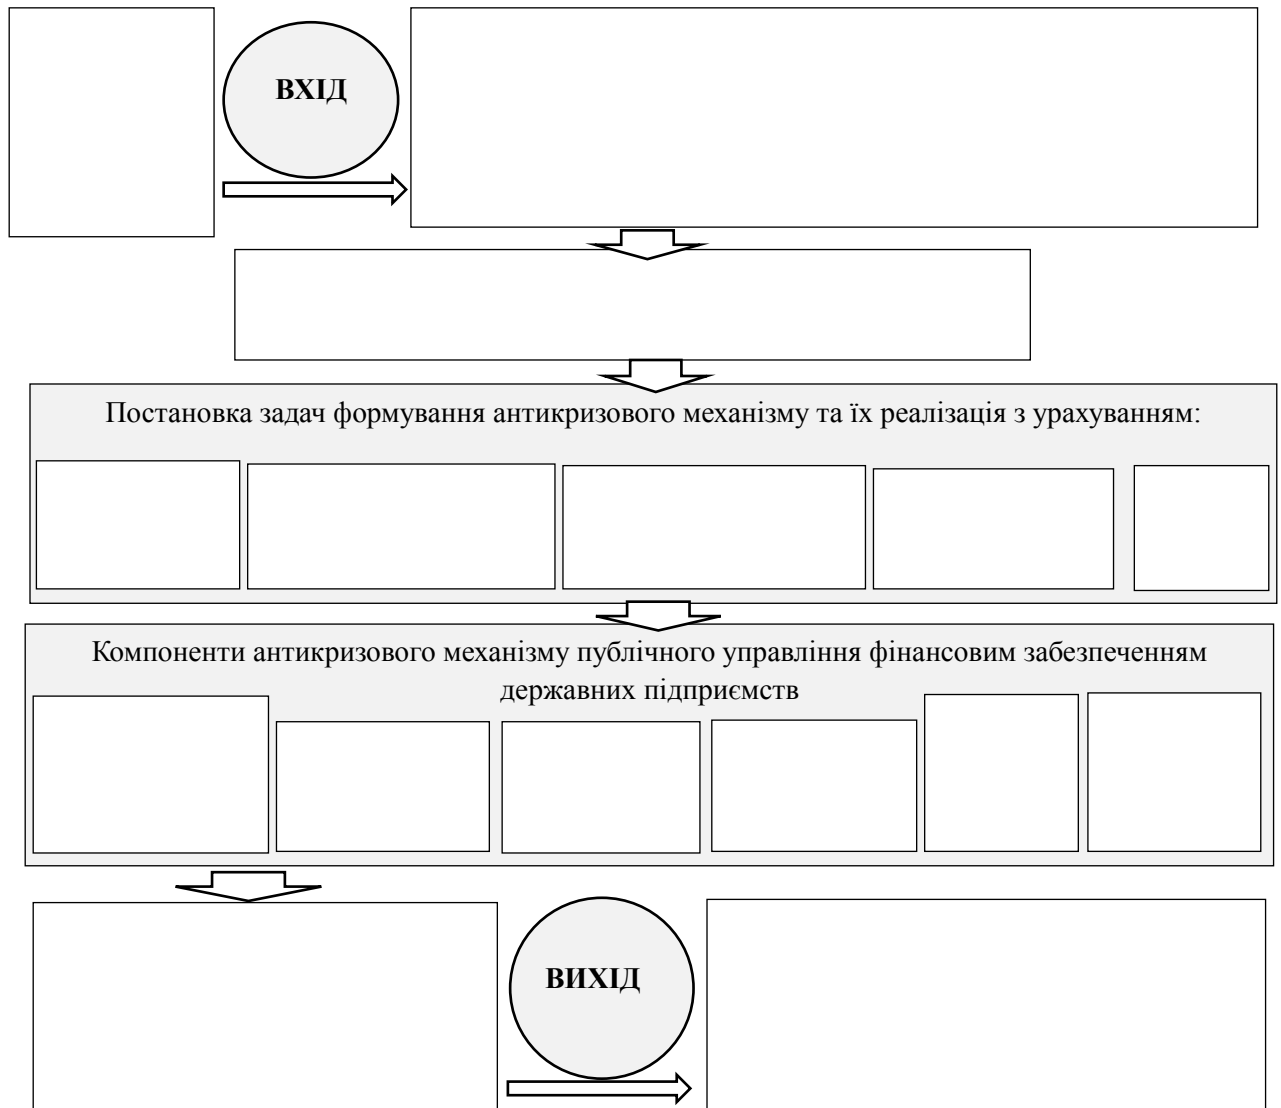 ВХІД
Постановка задач формування антикризового механізму та їх реалізація з урахуванням:
Компоненти антикризового механізму публічного управління фінансовим забезпеченням
державних підприємств
ВИХІД